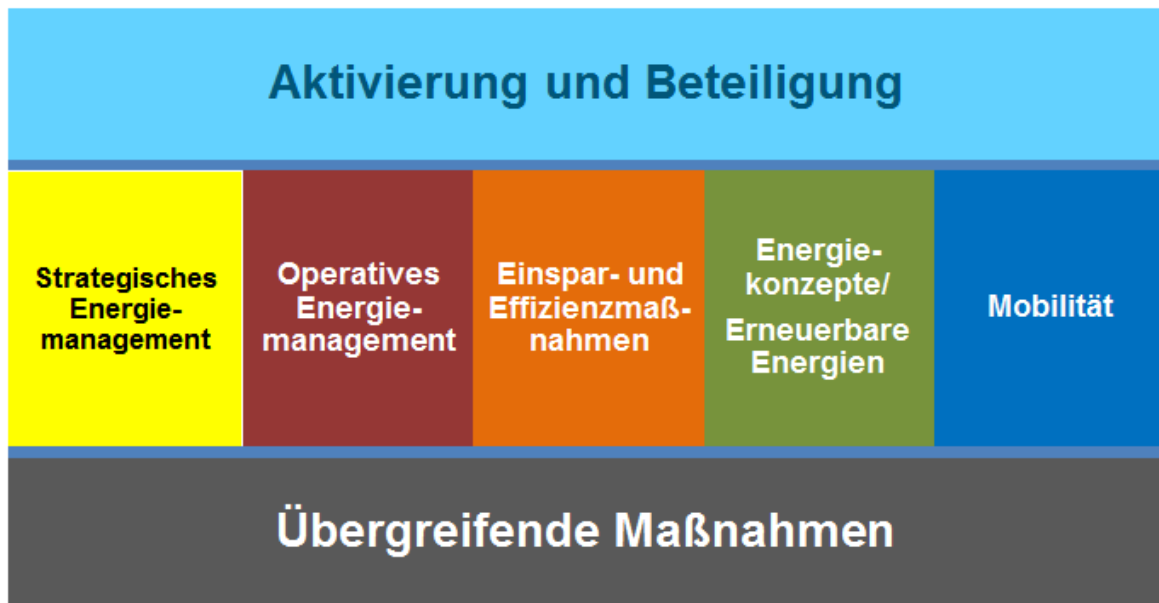 Aktivierung und Beteiligung
Strategisches
Energie-
management
Operatives
Energie-
management
Einspar- und
Effizienzmaß-
nahmen
Energie-
konzepte/
Erneuerbare
Energien
Mobilität
Übergreifende Maßnahmen